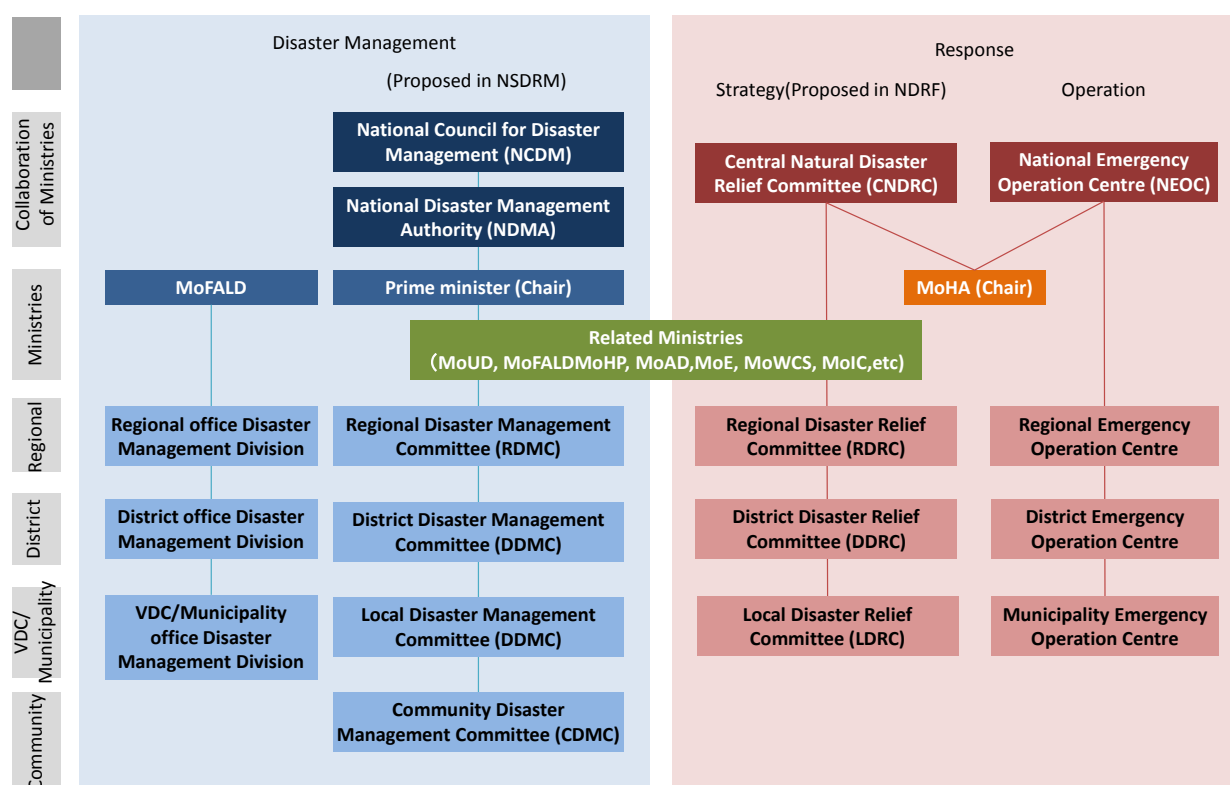 Disaster Management
(Proposed in NSDRM)
Response
Strategy(Proposed in NDRF)
Operation
Collaboration
of Ministries
National Council for Disaster
Management (NCDM)
National Disaster Management
Authority (NDMA)
Central Natural Disaster
Relief Committee (CNDRC)
National Emergency
Operation Centre (NEOC)
Ministries
MoFALD
Prime minister (Chair)
MoHA (Chair)
Related Ministries
（MoUD, MoFALDMoHP, MoAD,MoE, MoWCS, MoIC,etc)
Regional
Regional office Disaster
Management Division
Regional Disaster Management
Committee (RDMC)
Regional Disaster Relief
Committee (RDRC)
Regional Emergency
Operation Centre
District
District office Disaster
Management Division
District Disaster Management
Committee (DDMC)
District Disaster Relief
Committee (DDRC)
District Emergency
Operation Centre
VDC/
Municipality
VDC/Municipality
office Disaster
Management Division
Local Disaster Management
Committee (DDMC)
Local Disaster Relief
Committee (LDRC)
Municipality Emergency
Operation Centre
Community
Community Disaster
Management Committee (CDMC)